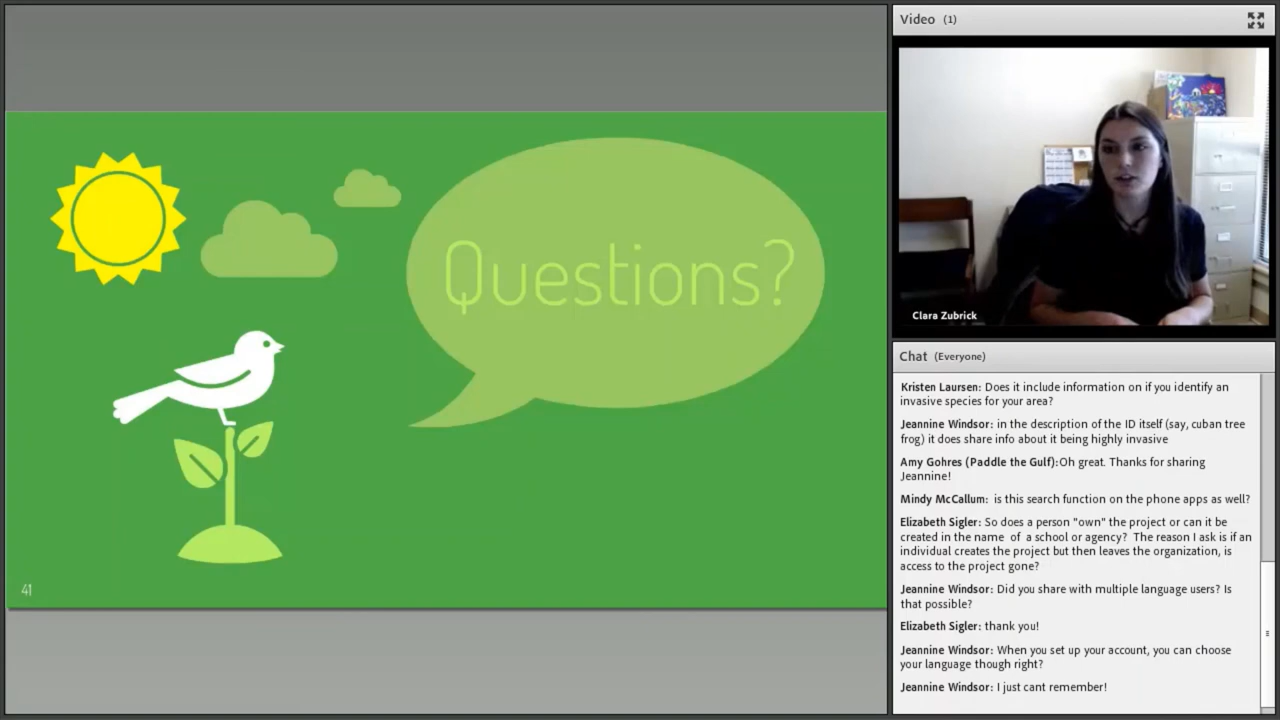 Questions?
41
Video (1)
Clara Zubrick
Chat (Everyone)
Kristen Laursen: Does it include information on if you identify an
invasive species for your area?
Jeannine Windsor: in the description of the ID itself (say, cuban tree
frog) it does share info about it being highly invasive
Amy Gohres (Paddle the Gulf):Oh great. Thanks for sharing
Jeannine!
Mindy McCallum: is this search function on the phone apps as well?
Elizabeth Sigler: So does a person "own" the project or can it be
created in the name of a school or agency? The reason I ask is if an
individual creates the project but then leaves the organization, is
access to the project gone?
Jeannine Windsor: Did you share with multiple language users? Is
that possible?
Elizabeth Sigler: thank you!
Jeannine Windsor: When you set up your account, you can choose
your language though right?
Jeannine Windsor: I just cant remember!